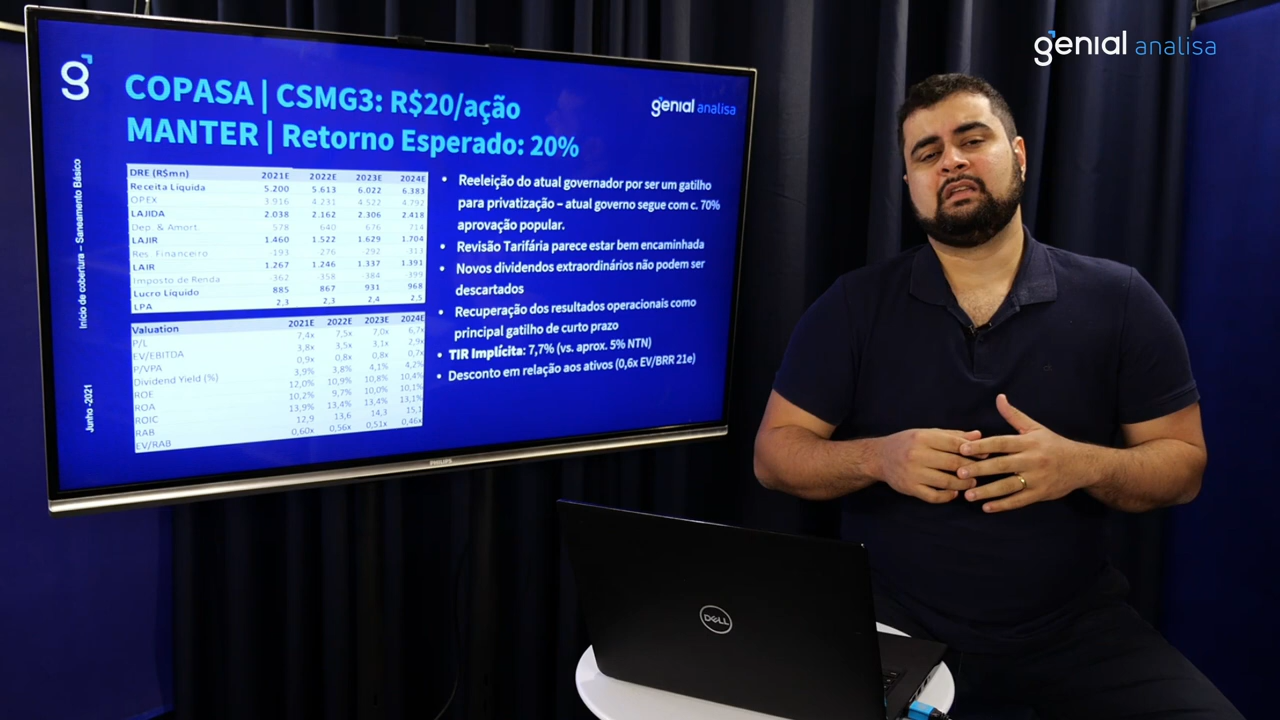 genial analisa
COPASA | CSMG3: R$20/ação
MANTER | Retorno Esperado: 20%
genial analisa
Início de cobertura – Saneamento Básico
Junho -2021
DRE (R$mn) 2021E 2022E 2023E 2024E
Receita Líquida 5.200 5.613 6.022 6.383
OPEX 3.916 4.231 4.522 4.792
LAJIDA 2.038 2.162 2.306 2.418
Dep. & Amort. 578 640 676 714
LAJIR 1.460 1.522 1.629 1.704
Res. Financeiro -193 -276 -292 -313
LAIR 1.267 1.246 1.337 1.391
Imposto de Renda -362 -358 -384 -399
Lucro Líquido 885 867 931 968
LPA 2,3 2,3 2,4 2,5
Valuation 2021E 2022E 2023E 2024E
P/L 7,4x 7,5x 7,0x 6,7x
EV/EBITDA 3,8x 3,5x 3,1x 2,9x
P/VPA 0,9x 0,8x 0,8x 0,7x
Dividend Yield (%) 3,9% 3,8% 4,1% 4,2%
ROE 12,0% 10,9% 10,8% 10,4%
ROA 10,2% 9,7% 10,0% 10,1%
ROIC 13,9% 13,4% 13,4% 13,1%
RAB 12,9 13,6 14,3 15,1
EV/RAB 0,60x 0,56x 0,51x 0,46x
• Reeleição do atual governador por ser um gatilho
para privatização – atual governo segue com c. 70%
aprovação popular.
• Revisão Tarifária parece estar bem encaminhada
• Novos dividendos extraordinários não podem ser
descartados
• Recuperação dos resultados operacionais como
principal gatilho de curto prazo
• TIR Implícita: 7,7% (vs. aprox. 5% NTN)
• Desconto em relação aos ativos (0,6x EV/BRR 21e)
PHILIPS
DELL